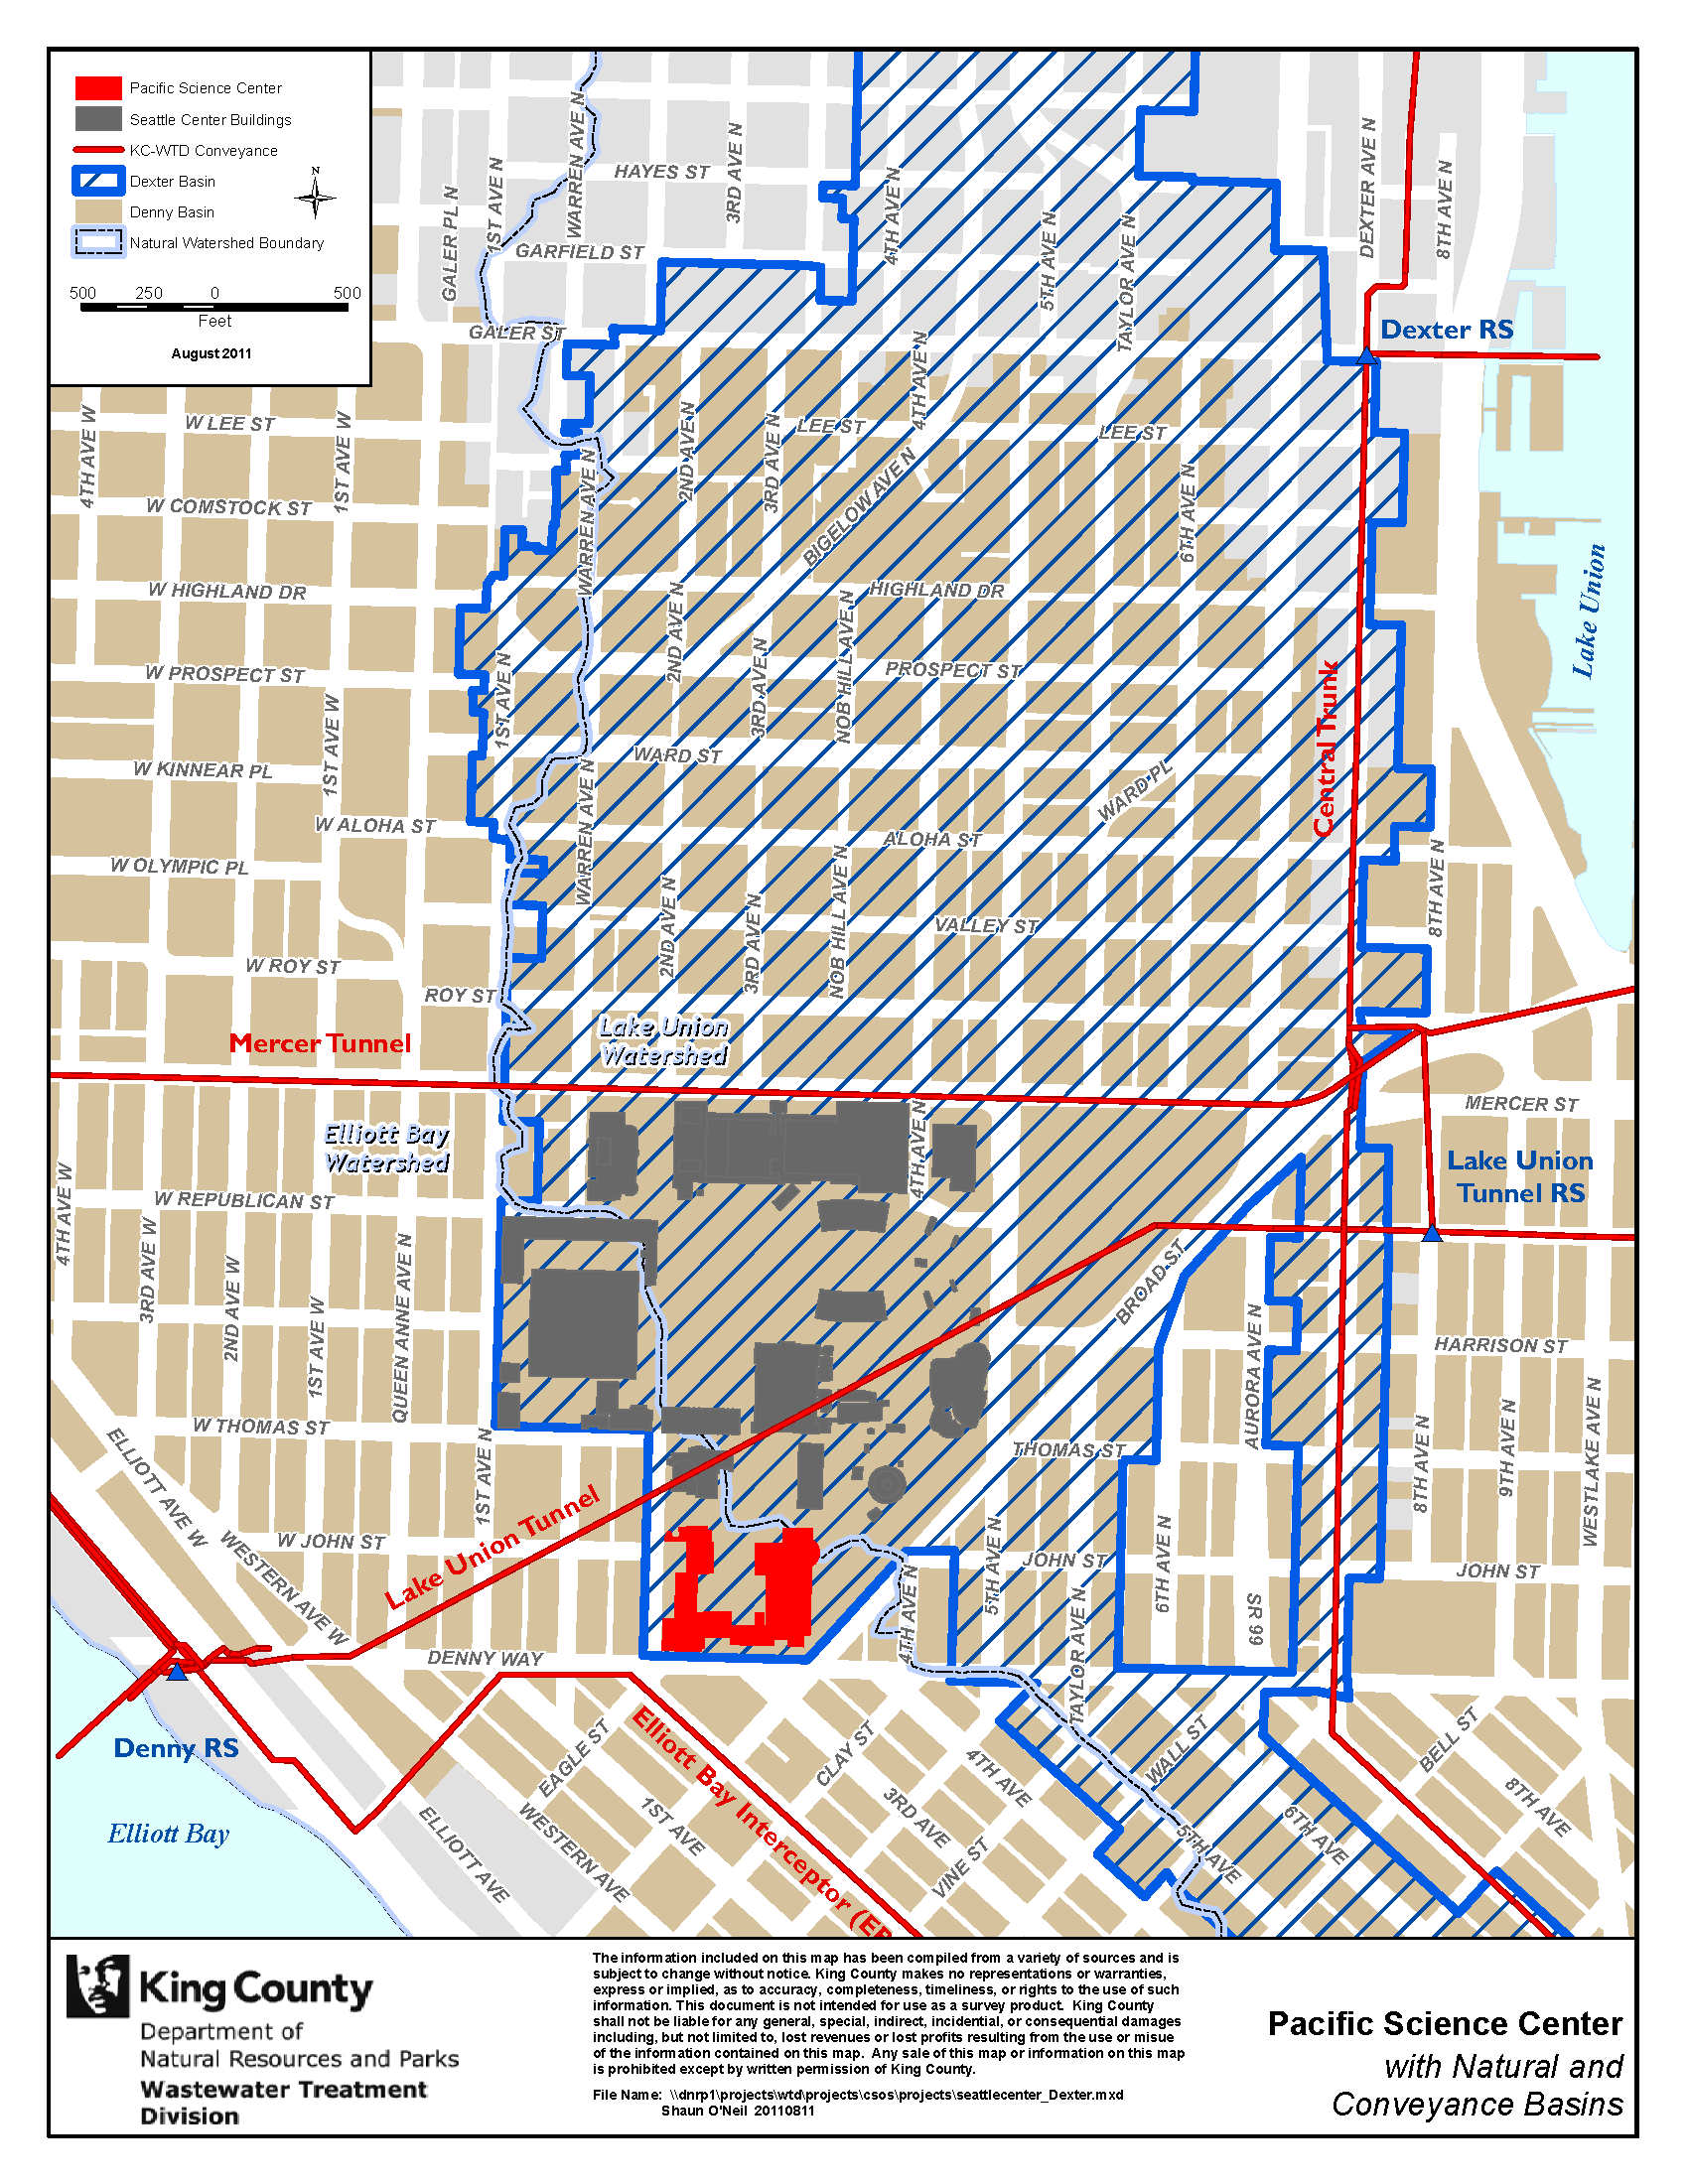 Pacific Science Center
Seattle Center Buildings
KC-WTD Conveyance
Dexter Basin
Denny Basin
Natural Watershed Boundary
N
500 250 0 500
Feet
August 2011
HAYES ST
GARFIELD ST
GALER ST
GALER PL N
1ST AVE N
WARREN AVE N
3RD AVE N
4TH AVE N
5TH AVE N
TAYLOR AVE N
DEXTER AVE N
8TH AVE N
Dexter RS
4TH AVE W
W LEE ST
1ST AVE W
W COMSTOCK ST
W HIGHLAND DR
W PROSPECT ST
1ST AVE W
W KINNEAR PL
W ALOHA ST
W OLYMPIC PL
W ROY ST
ROY ST
2ND AVE N
3RD AVE N
LEE ST
4TH AVE N
LEE ST
BIGELOW AVE N
6TH AVE N
WARREN AVE N
HIGHLAND DR
2ND AVE N
3RD AVE N
NOB HILL AVE N
PROSPECT ST
1ST AVE N
WARD ST
WARD PL
WARREN AVE N
ALOHA ST
2ND AVE N
3RD AVE N
NOB HILL AVE N
VALLEY ST
8TH AVE N
Central Trunk
Lake Union
Mercer Tunnel
Lake Union
Watershed
Elliott Bay
Watershed
MERCER ST
4TH AVE N
Lake Union
Tunnel RS
4TH AVE W
W REPUBLICAN ST
3RD AVE W
2ND AVE W
1ST AVE W
QUEEN ANNE AVE N
W THOMAS ST
1ST AVE N
BROAD ST
AURORA AVE N
HARRISON ST
THOMAS ST
8TH AVE N
9TH AVE N
WESTLAKE AVE N
ELLIOTT AVE W
WESTERN AVE W
W JOHN ST
Lake Union Tunnel
DENNY WAY
4TH AVE N
5TH AVE N
JOHN ST
TAYLOR AVE N
6TH AVE N
SR 99
JOHN ST
Denny RS
Elliott Bay
Elliott Bay Interceptor (EB
EAGLE ST
1ST AVE
WESTERN AVE
ELLIOTT AVE
CLAY ST
3RD AVE
4TH AVE
VINE ST
WALL ST
5TH AVE
6TH AVE
BELL ST
8TH AVE
King County
Department of
Natural Resources and Parks
Wastewater Treatment
Division
The information included on this map has been compiled from a variety of sources and is
subject to change without notice. King County makes no representations or warranties,
express or implied, as to accuracy, completeness, timeliness, or rights to the use of such
information. This document is not intended for use as a survey product. King County
shall not be liable for any general, special, indirect, incidential, or consequential damages
including, but not limited to, lost revenues or lost profits resulting from the use or misue
of the information contained on this map. Any sale of this map or information on this map
is prohibited except by written permission of King County.
File Name: \\dnrp1\projects\wtd\projects\csos\projects\seattlecenter_Dexter.mxd
Shaun O'Neil 20110811
Pacific Science Center
with Natural and
Conveyance Basins